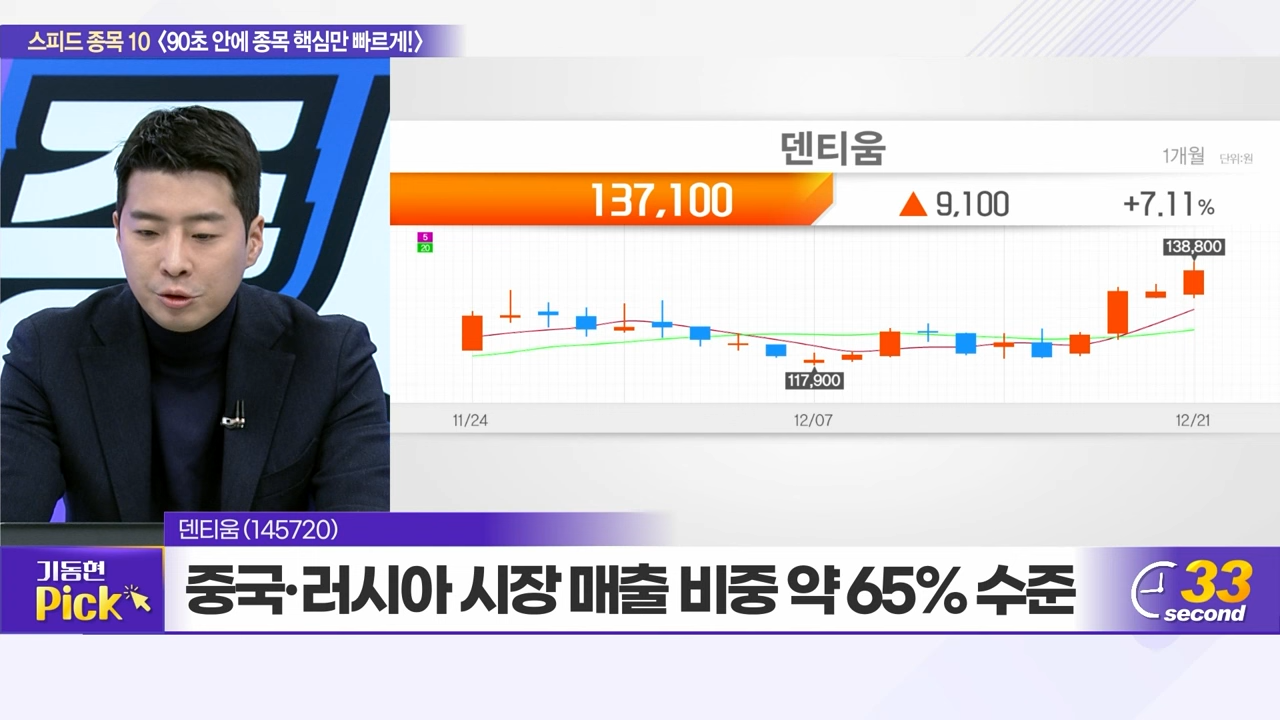 스피드 종목 10 <90초 안에 종목 핵심만 빠르게!>
덴티움
1개월 단위:원
137,100 ▲ 9,100 +7.11%
5
20
138,800
117,900
11/24 12/07 12/21
덴티움(145720)
기동현
Pick
중국·러시아 시장 매출 비중 약 65% 수준
33
second